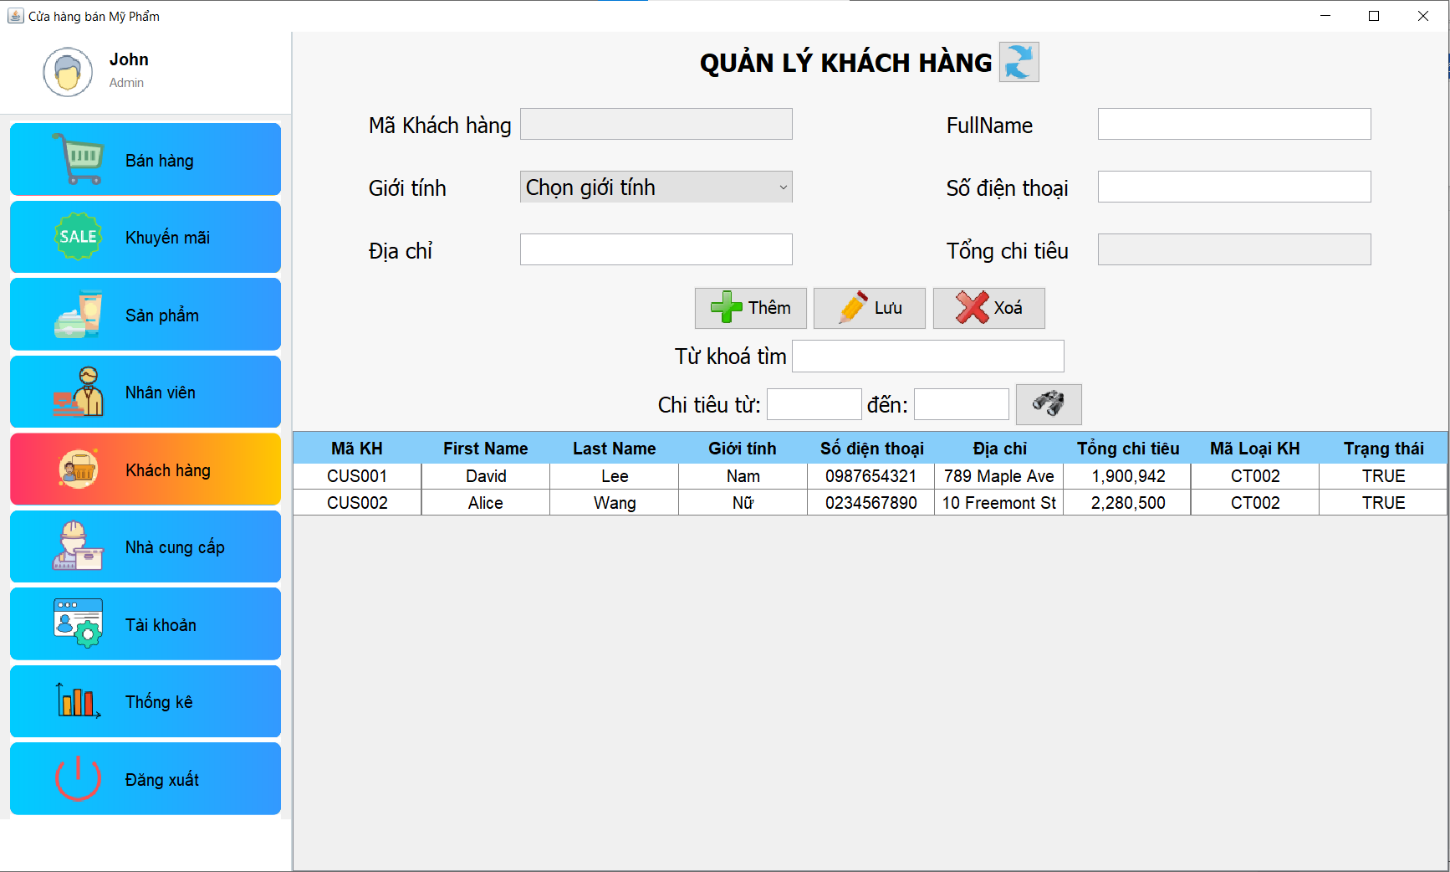 Cửa hàng bán Mỹ Phẩm
John
Admin
Bán hàng
SALE
Khuyến mãi
Sản phẩm
Nhân viên
Khách hàng
Nhà cung cấp
Tài khoản
Thống kê
Đăng xuất
QUẢN LÝ KHÁCH HÀNG
Mã Khách hàng
FullName
Giới tính Chọn giới tính
Số điện thoại
Địa chỉ
Tổng chi tiêu
Thêm Lưu Xoá
Từ khoá tìm
Chi tiêu từ: đến:
Mã KH First Name Last Name Giới tính Số điện thoại Địa chỉ Tổng chi tiêu Mã Loại KH Trạng thái
CUS001 David Lee Nam 0987654321 789 Maple Ave 1,900,942 CT002 TRUE
CUS002 Alice Wang Nữ 0234567890 10 Freemont St 2,280,500 CT002 TRUE